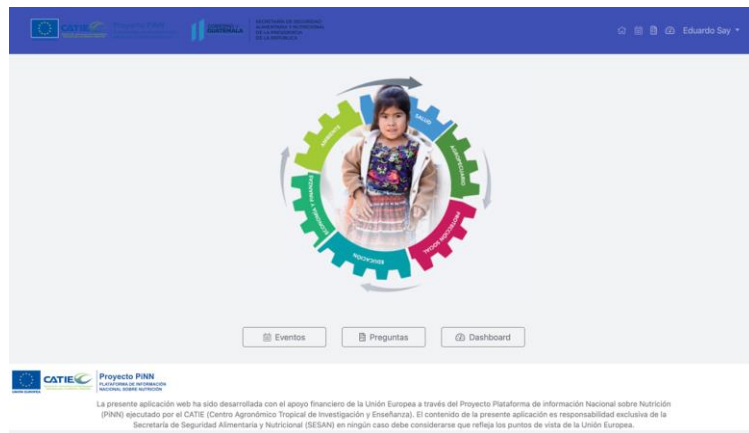 CATIE
Proyecto PiNN
GOBIERNO de
GUATEMALA
SECRETARÍA DE SEGURIDAD
ALIMENTARIA Y NUTRICIONAL
DE LA PRESIDENCIA
DE LA REPÚBLICA
Eduardo Say
AMBIENTE
SALUD
AGROPECUARIO
PROTECCIÓN SOCIAL
EDUCACIÓN
ECONOMÍA Y
Eventos
Preguntas
Dashboard
UNIÓN EUROPEA
CATIE
Proyecto PiNN
PLATAFORMA DE INFORMACIÓN
NACIONAL SOBRE NUTRICIÓN
La presente aplicación web ha sido desarrollada con el apoyo financiero de la Unión Europea a través del Proyecto Plataforma de información Nacional sobre Nutrición
(PiNN) ejecutado por el CATIE (Centro Agronómico Tropical de Investigación y Enseñanza). El contenido de la presente aplicación es responsabilidad exclusiva de la
Secretaría de Seguridad Alimentaria y Nutricional (SESAN) en ningún caso debe considerarse que refleja los puntos de vista de la Unión Europea.